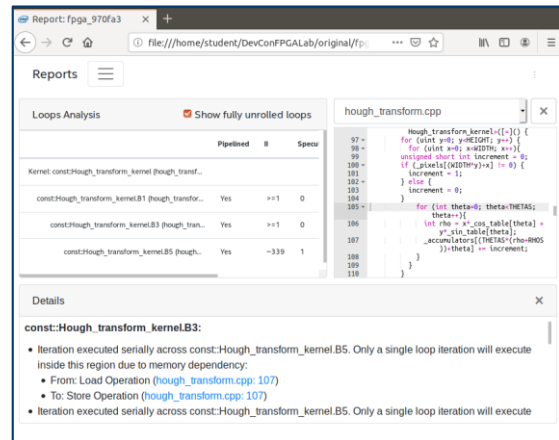 Report: fpga_970fa3
file:///home/student/DevConFPGALab/original/fpg
Reports
Loops Analysis
Show fully unrolled loops
Pipelined II Specu
Kernel: const:Hough_transform_kernel (hough_transf...
const::Hough_transform_kernel.B1 (hough_trans... Yes >=1 0
const::Hough_transform_kernel.B3 (hough_tran... Yes >=1 0
const::Hough_transform_kernel.B5 (hough_tra... Yes ~339 1
hough_transform.cpp
Hough_transform_kernel>([=]() {
97 for (uint y=0; y<HEIGHT; y++) {
98 for (uint x=0; x<WIDTH; x++){
99 unsigned short int increment = 0;
100 if (_pixels[(WIDTH*y)+x] != 0) {
101 increment = 1;
102 } else {
103 increment = 0;
104 }
105 for (int theta=0; theta<THETAS;
theta++){
106 int rho = x*_cos_table[theta] +
y*_sin_table[theta];
107 _accumulators[(THETAS*(rho+RHOS
))+theta] += increment;
108 }
109 }
110 }
Details
const::Hough_transform_kernel.B3:
• Iteration executed serially across const::Hough_transform_kernel.B5. Only a single loop iteration will execute
inside this region due to memory dependency:
• From: Load Operation (hough_transform.cpp: 107)
• To: Store Operation (hough_transform.cpp: 107)
• Iteration executed serially across const::Hough_transform_kernel.B5. Only a single loop iteration will execute